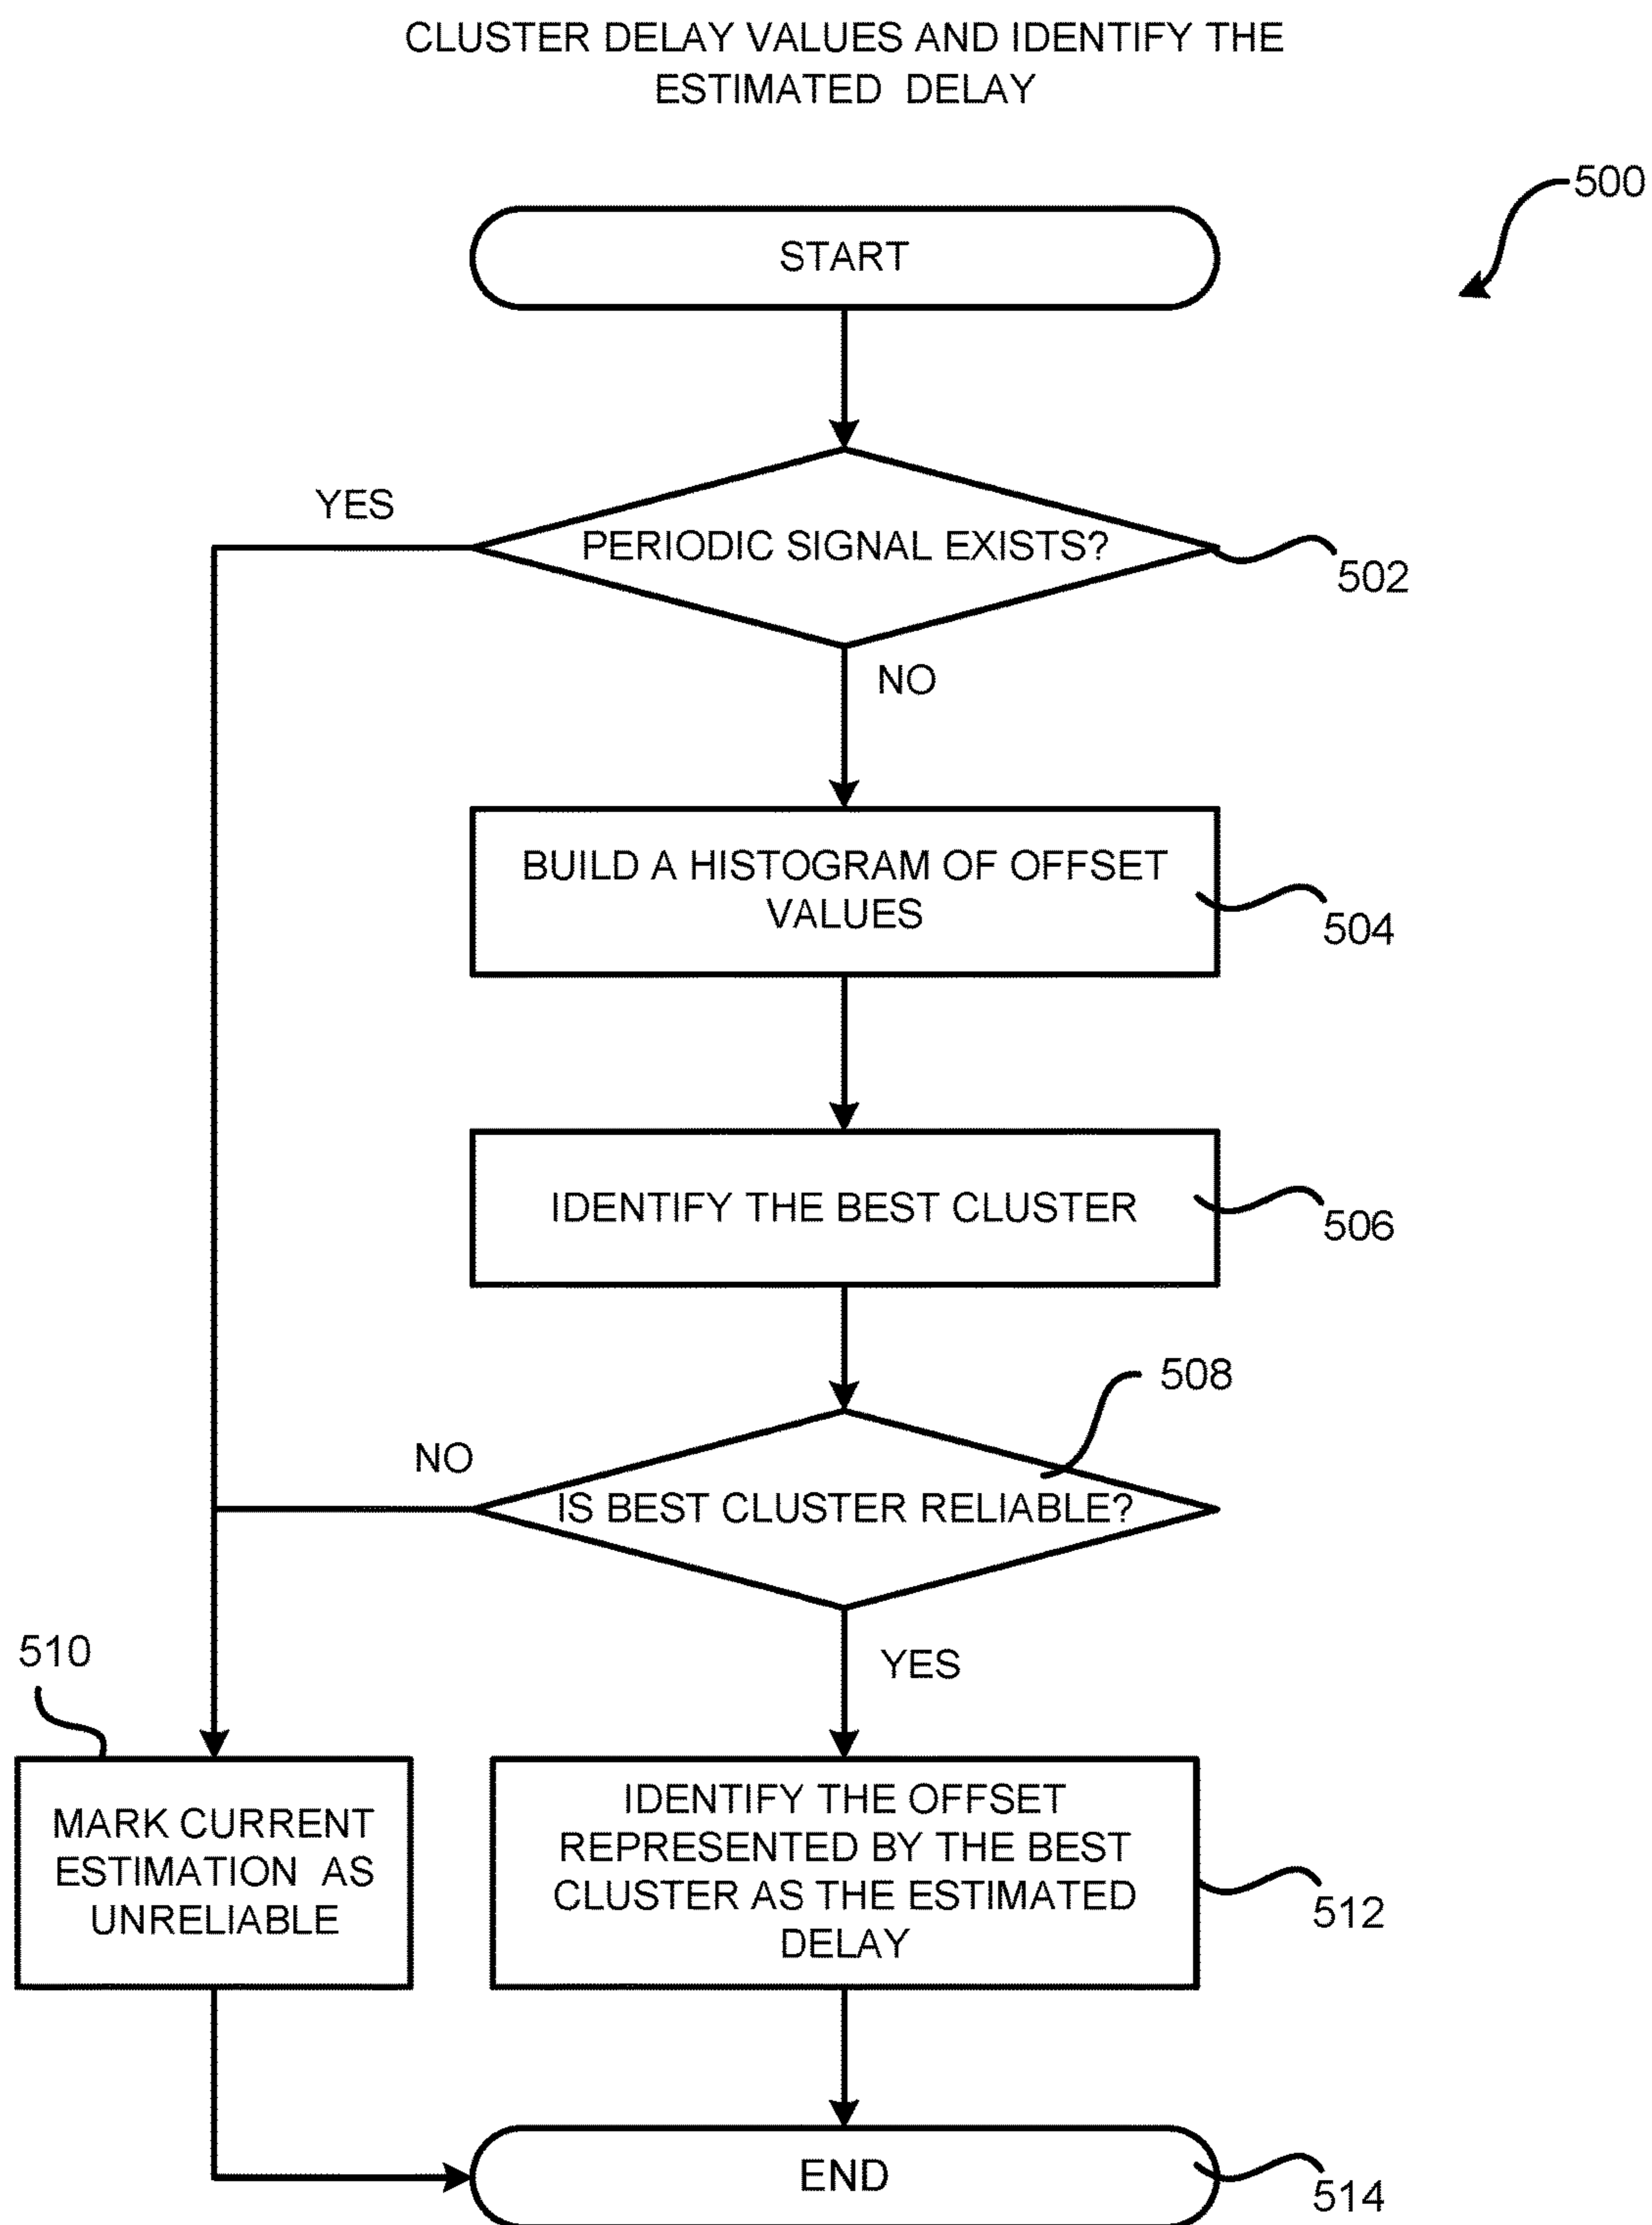 CLUSTER DELAY VALUES AND IDENTIFY THE
ESTIMATED DELAY
500
START
YES
PERIODIC SIGNAL EXISTS?
502
NO
BUILD A HISTOGRAM OF OFFSET
VALUES
504
IDENTIFY THE BEST CLUSTER
506
508
NO
IS BEST CLUSTER RELIABLE?
510
YES
MARK CURRENT
ESTIMATION AS
UNRELIABLE
IDENTIFY THE OFFSET
REPRESENTED BY THE BEST
CLUSTER AS THE ESTIMATED
DELAY
512
END
514